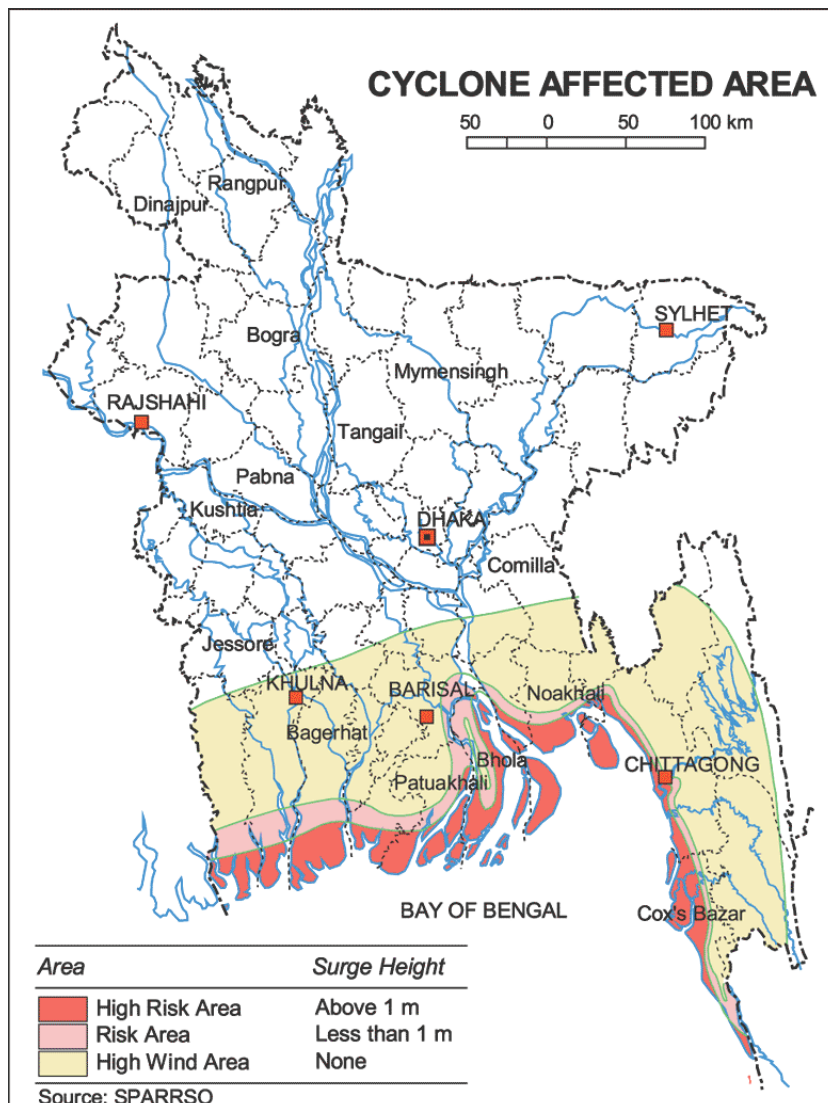 CYCLONE AFFECTED AREA
50 0 50 100 km
Rangpur
Dinajpur
SYLHET
Bogra
Mymensingh
RAJSHAHI
Tangail
Pabna
Kushtia
DHAKA
Comilla
Jessore
KHULNA
BARISAL
Noakhali
Bagerhat
Bhola
CHITTAGONG
Patuakhali
BAY OF BENGAL
Cox's Bazar
Area Surge Height
High Risk Area Above 1 m
Risk Area Less than 1 m
High Wind Area None
Source: SPARRSO